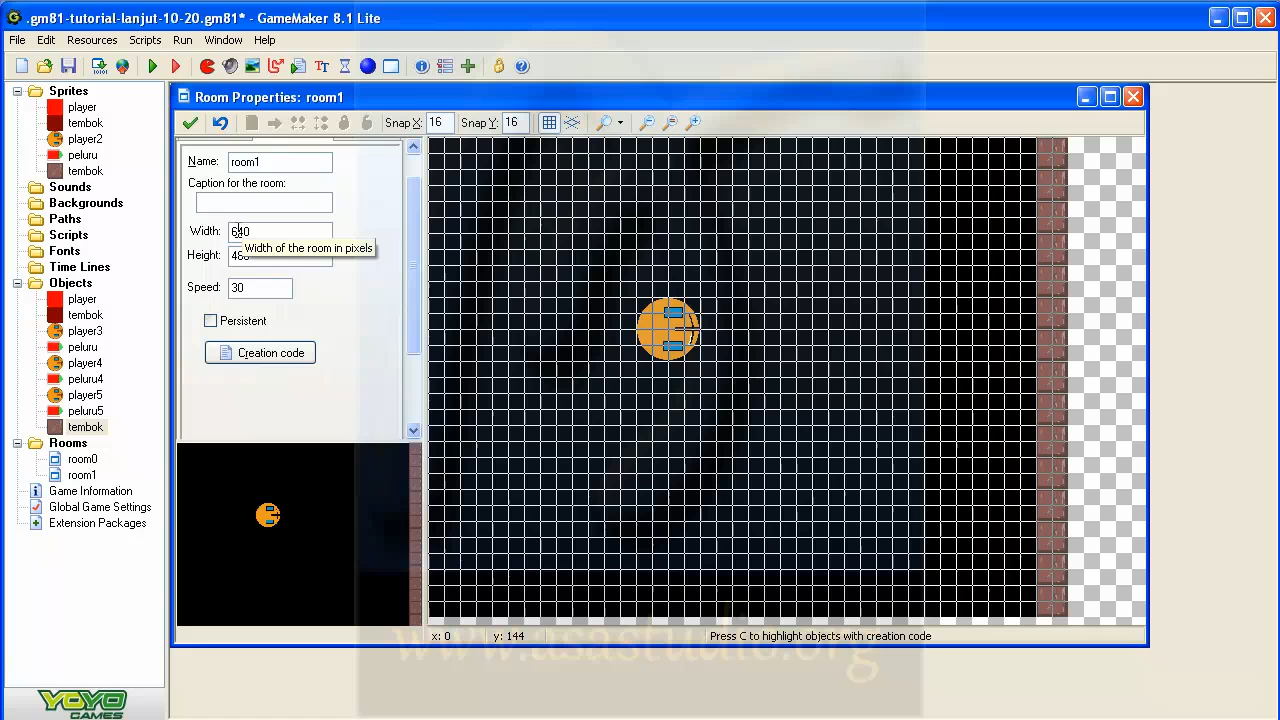 .gm81-tutorial-lanjut-10-20.gm81* - GameMaker 8.1 Lite
File Edit Resources Scripts Run Window Help
Sprites
player
tembok
player2
peluru
tembok
Sounds
Backgrounds
Paths
Scripts
Fonts
Time Lines
Objects
player
tembok
player3
peluru
player4
peluru4
player5
peluru5
tembok
Rooms
room0
room1
Game Information
Global Game Settings
Extension Packages
YOYO
GAMES
Room Properties: room1
Snap X: 16 Snap Y: 16
Name: room1
Caption for the room:
Width: 640
Width of the room in pixels
Height: 480
Speed: 30
Persistent
Creation code
x: 0 y: 144 Press C to highlight objects with creation code
www.usastudio.org